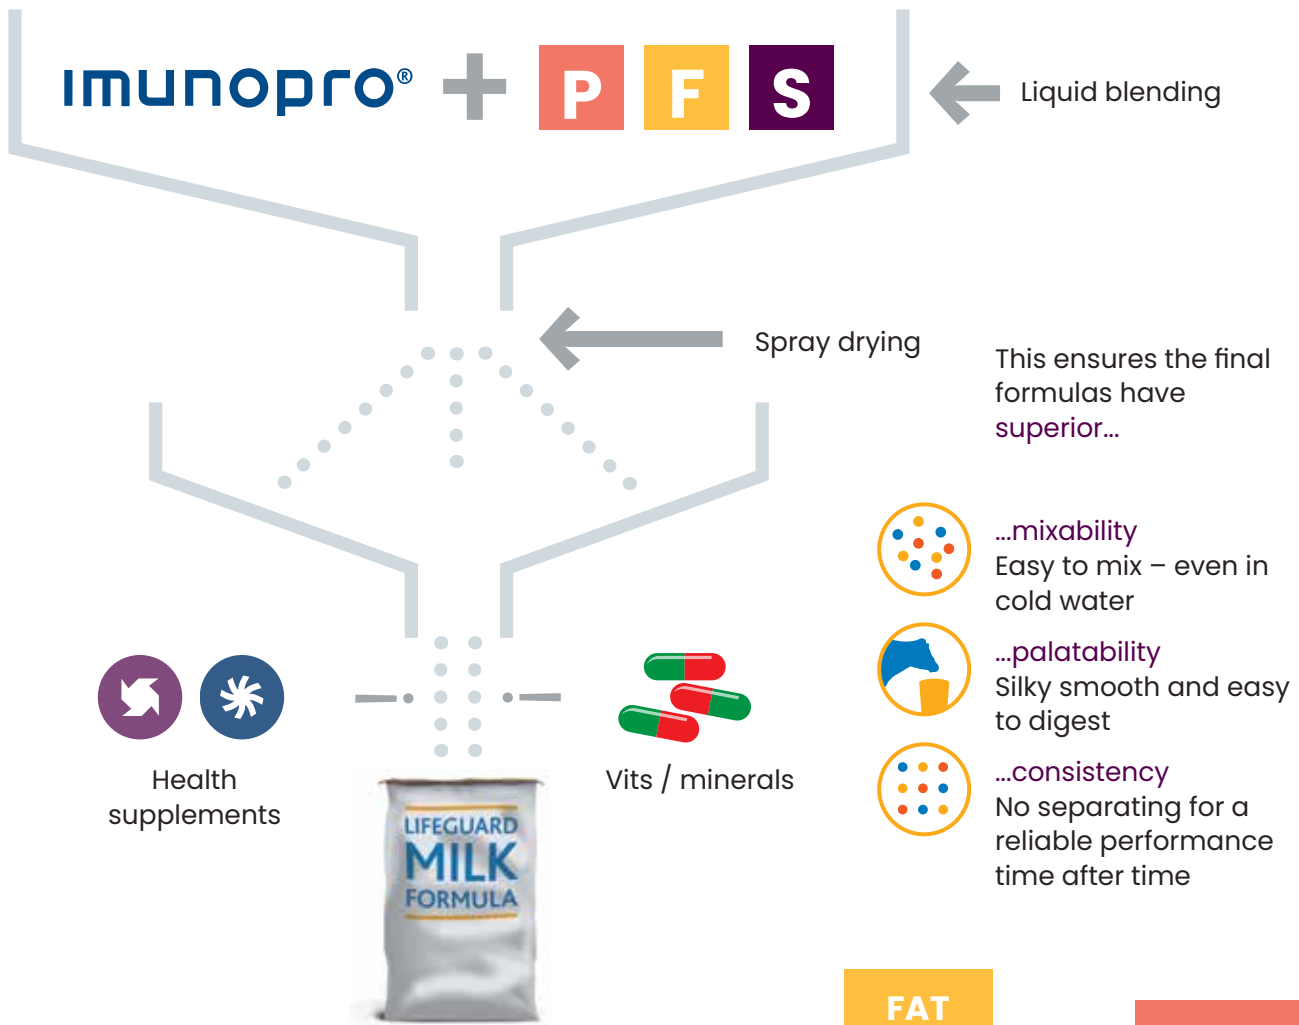 ımunopro®
P F S
Liquid blending
Spray drying
This ensures the final
formulas have
superior...
...mixability
Easy to mix – even in
cold water
...palatability
Silky smooth and easy
to digest
...consistency
No separating for a
reliable performance
time after time
Health
supplements
Vits / minerals
LIFEGUARD
MILK
FORMULA
FAT